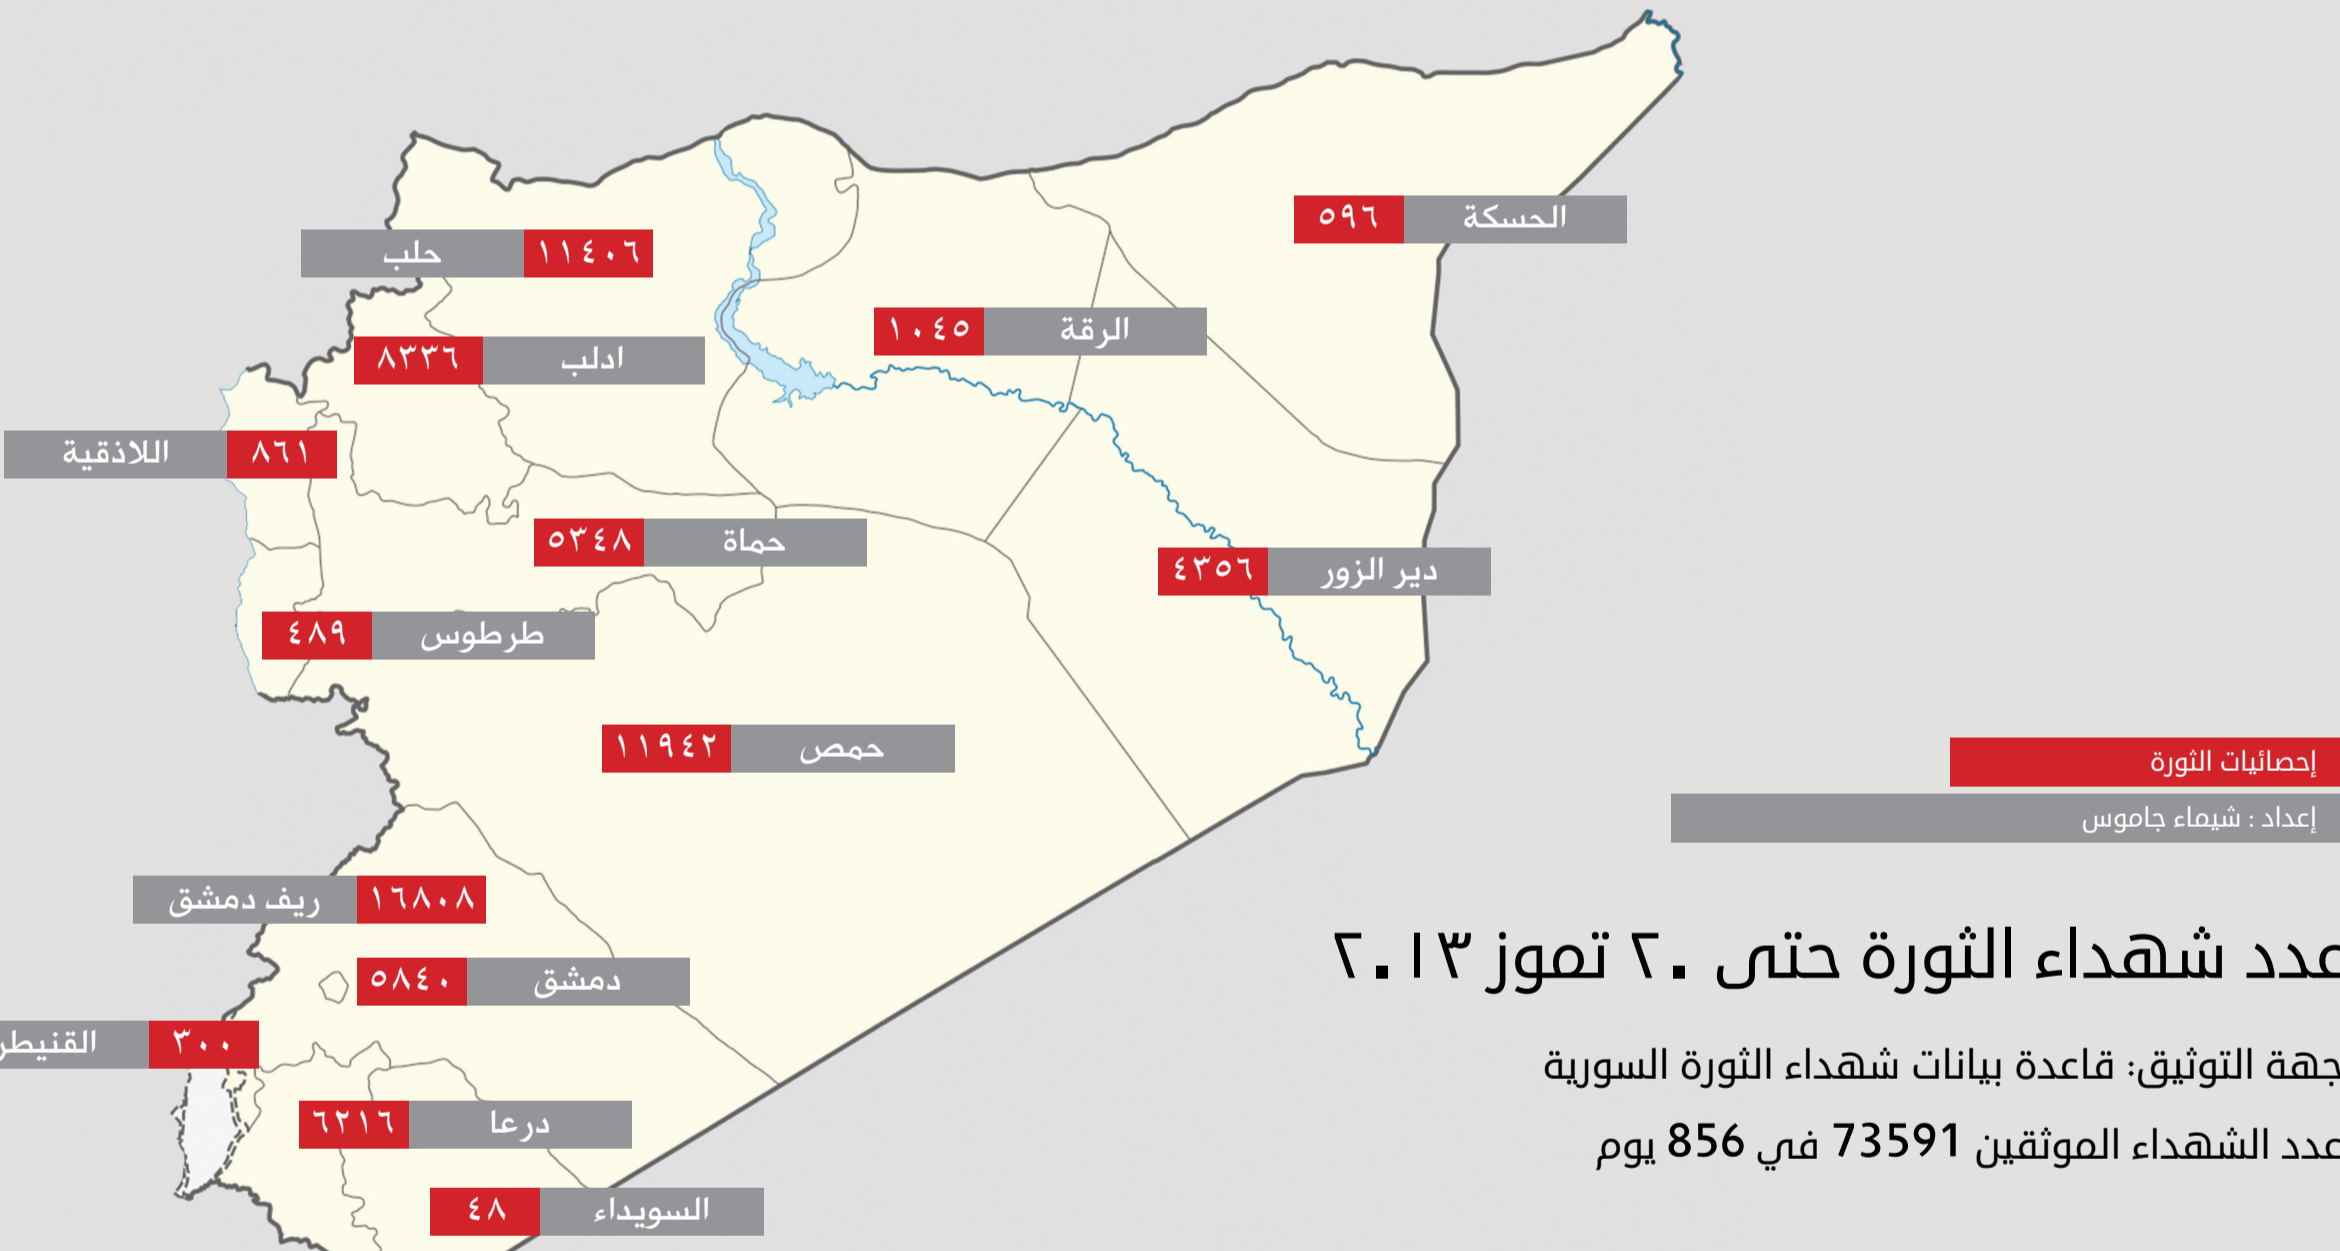 الحسكة ٥٩٦
حلب ١١٤٠٦
الرقة ١٠٤٥
ادلب ٨٣٣٦
اللاذقية ٨٦١
حماة ٥٣٤٨
دير الزور ٤٣٥٦
طرطوس ٤٨٩
حمص ١١٩٤٢
ريف دمشق ١٦٨٠٨
دمشق ٥٨٤٠
القنيطر ٣٠٠
درعا ٦٢١٦
السويداء ٤٨
إحصائيات الثورة
إعداد : شيماء جاموس
عدد شهداء الثورة حتى ٢٠ تموز ٢٠١٣
جهة التوثيق: قاعدة بيانات شهداء الثورة السورية
عدد الشهداء الموثقين 73591 في 856 يوم